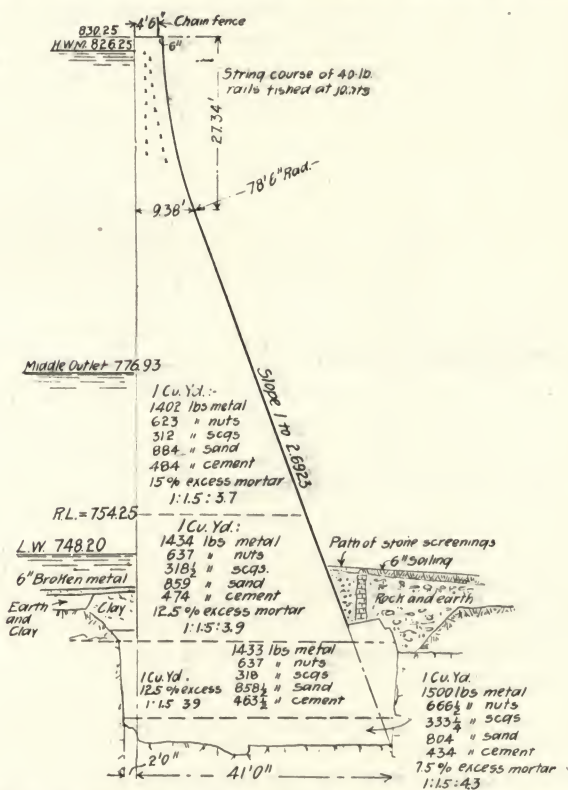 4'6" Chain fence
830.25
H.W.M. 826.25
6"
String course of 40-lb.
rails fished at joints
27.34'
78'6" Rad.-
9.38'
Middle Outlet 776.93
Slope 1 to 2.6923
1 Cu. Yd.:-
1402 lbs metal
623 " nuts
312 " scgs
884 " sand
484 " cement
15% excess mortar
1:1.5:3.7
R.L. = 754.25
1 Cu. Yd.:
1434 lbs metal
637 " nuts
318½ " scgs.
859 " sand
474 " cement
12.5% excess mortar
1:1.5:3.9
L.W. 748.20
6" Broken metal
Earth
and
Clay
Clay
Path of stone screenings
6" Soiling
Rock and earth
1433 lbs metal
637 " nuts
318 " scgs
858½ " sand
463½ " cement
1 Cu. Yd.
12.5% excess
1:1.5 3.9
1 Cu. Yd.
1500 lbs metal
666½ " nuts
333¼ " scgs
804 " sand
434 " cement
7.5% excess mortar
1:1.5:4.3
2'0"
41'0"